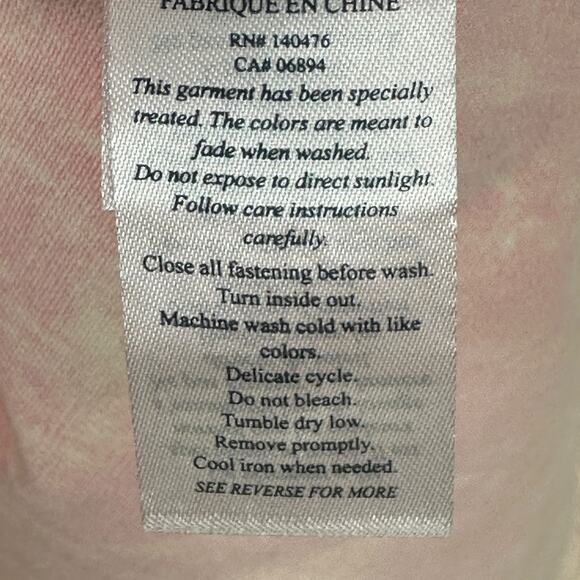 FABRIQUE EN CHINE
RN# 140476
CA# 06894
This garment has been specially
treated. The colors are meant to
fade when washed.
Do not expose to direct sunlight.
Follow care instructions
carefully.
Close all fastening before wash.
Turn inside out.
Machine wash cold with like
colors.
Delicate cycle.
Do not bleach.
Tumble dry low.
Remove promptly.
Cool iron when needed.
SEE REVERSE FOR MORE